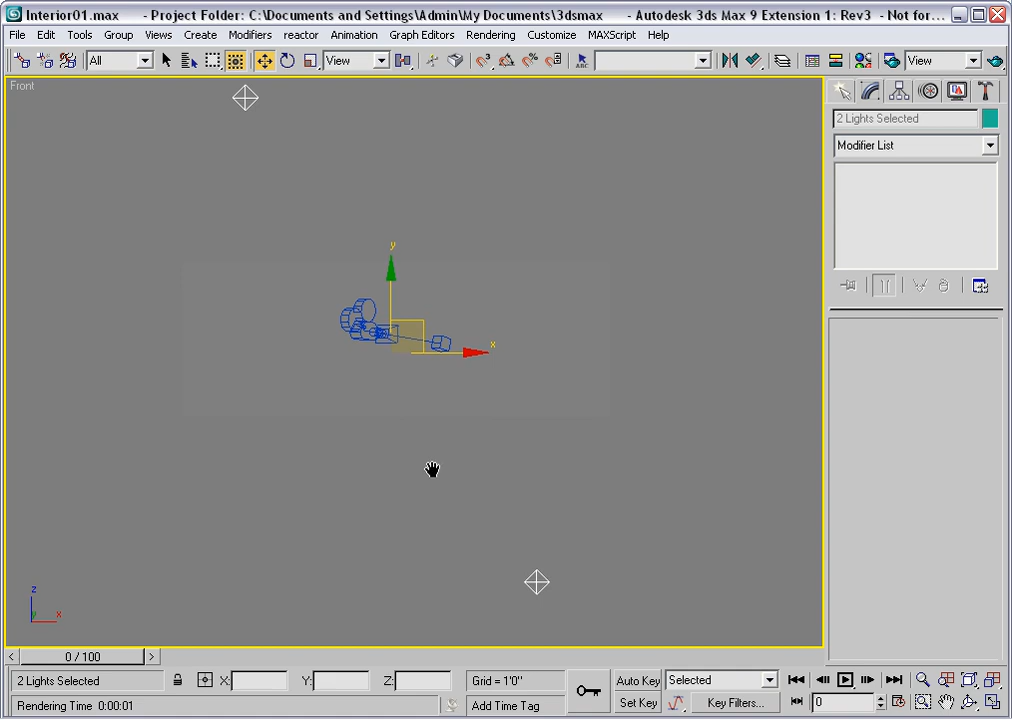 Interior01.max - Project Folder: C:\Documents and Settings\Admin\My Documents\3dsmax - Autodesk 3ds Max 9 Extension 1: Rev3 - Not for...
File Edit Tools Group Views Create Modifiers reactor Animation Graph Editors Rendering Customize MAXScript Help
All View View
Front
2 Lights Selected
Modifier List
y
x
z
y x
< 0 / 100 >
2 Lights Selected X: Y: Z: Grid = 1'0" Auto Key Selected
Rendering Time 0:00:01 Add Time Tag Set Key Key Filters... 0